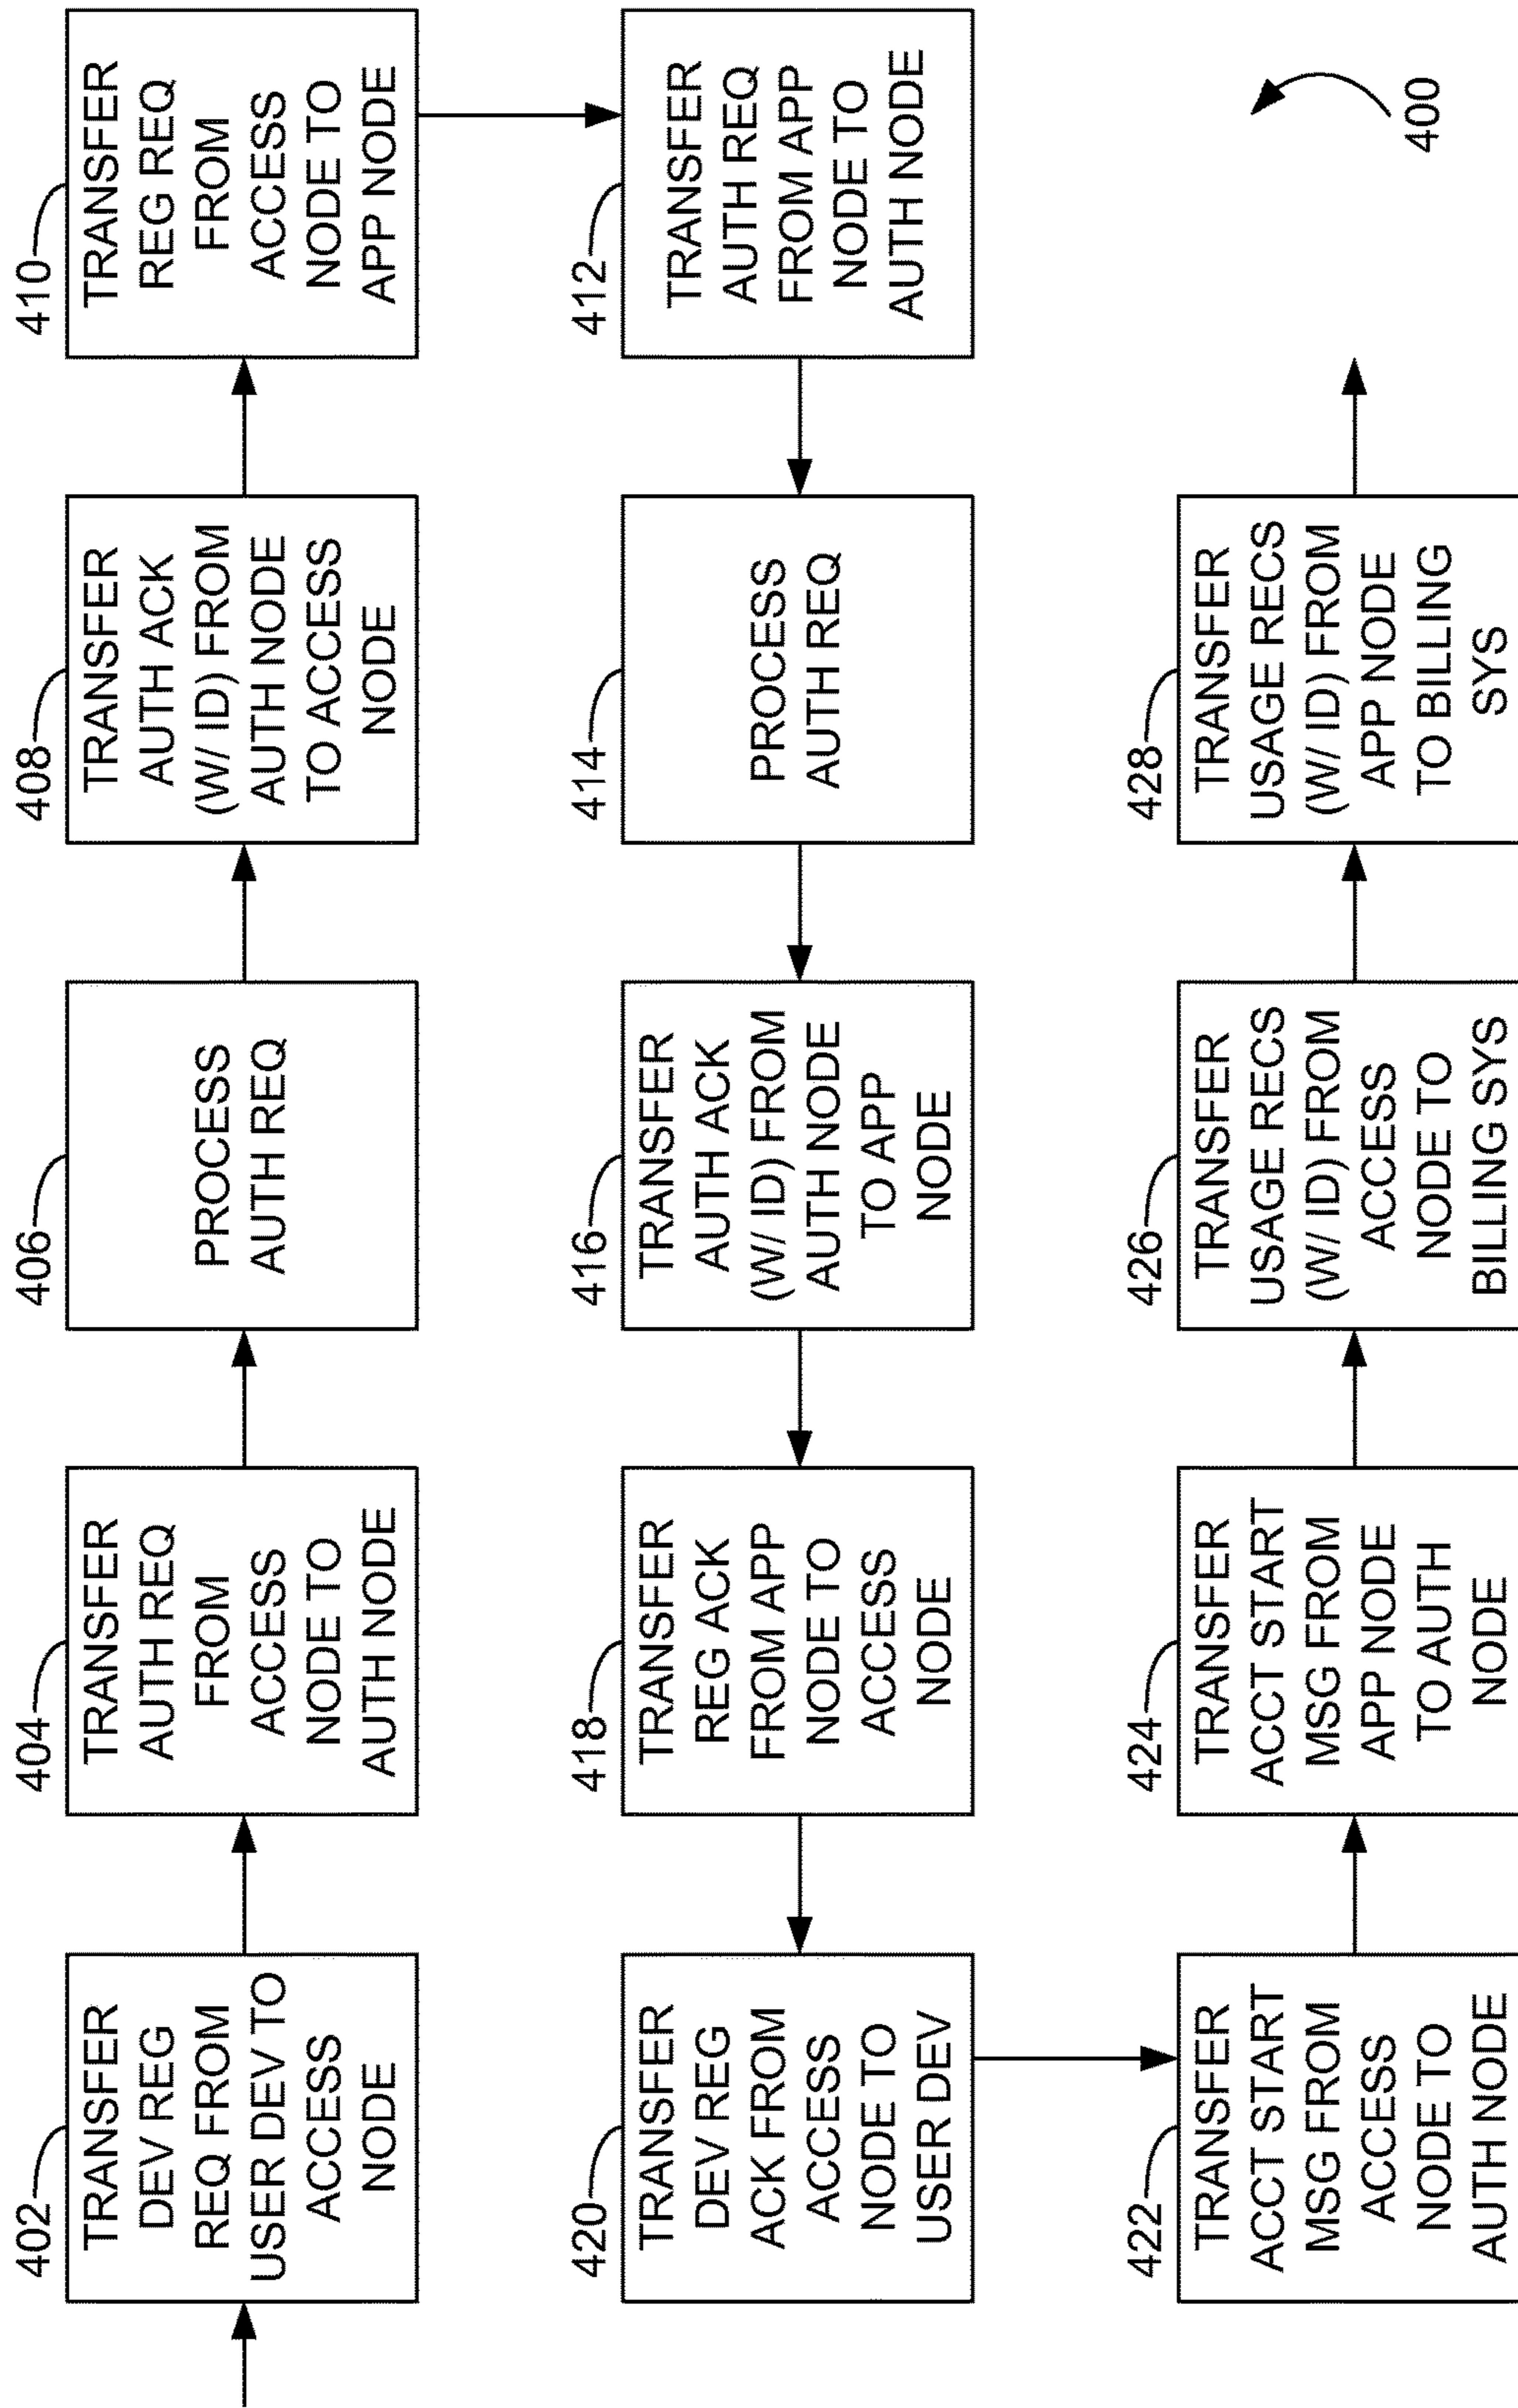 402
TRANSFER
DEV REG
REQ FROM
USER DEV TO
ACCESS
NODE
404
TRANSFER
AUTH REQ
FROM
ACCESS
NODE TO
AUTH NODE
406
PROCESS
AUTH REQ
408
TRANSFER
AUTH ACK
(W/ ID) FROM
AUTH NODE
TO ACCESS
NODE
410
TRANSFER
REG REQ
FROM
ACCESS
NODE TO
APP NODE
412
TRANSFER
AUTH REQ
FROM APP
NODE TO
AUTH NODE
414
PROCESS
AUTH REQ
416
TRANSFER
AUTH ACK
(W/ ID) FROM
AUTH NODE
TO APP
NODE
418
TRANSFER
REG ACK
FROM APP
NODE TO
ACCESS
NODE
420
TRANSFER
DEV REG
ACK FROM
ACCESS
NODE TO
USER DEV
422
TRANSFER
ACCT START
MSG FROM
ACCESS
NODE TO
AUTH NODE
424
TRANSFER
ACCT START
MSG FROM
APP NODE
TO AUTH
NODE
426
TRANSFER
USAGE RECS
(W/ ID) FROM
ACCESS
NODE TO
BILLING SYS
428
TRANSFER
USAGE RECS
(W/ ID) FROM
APP NODE
TO BILLING
SYS
400